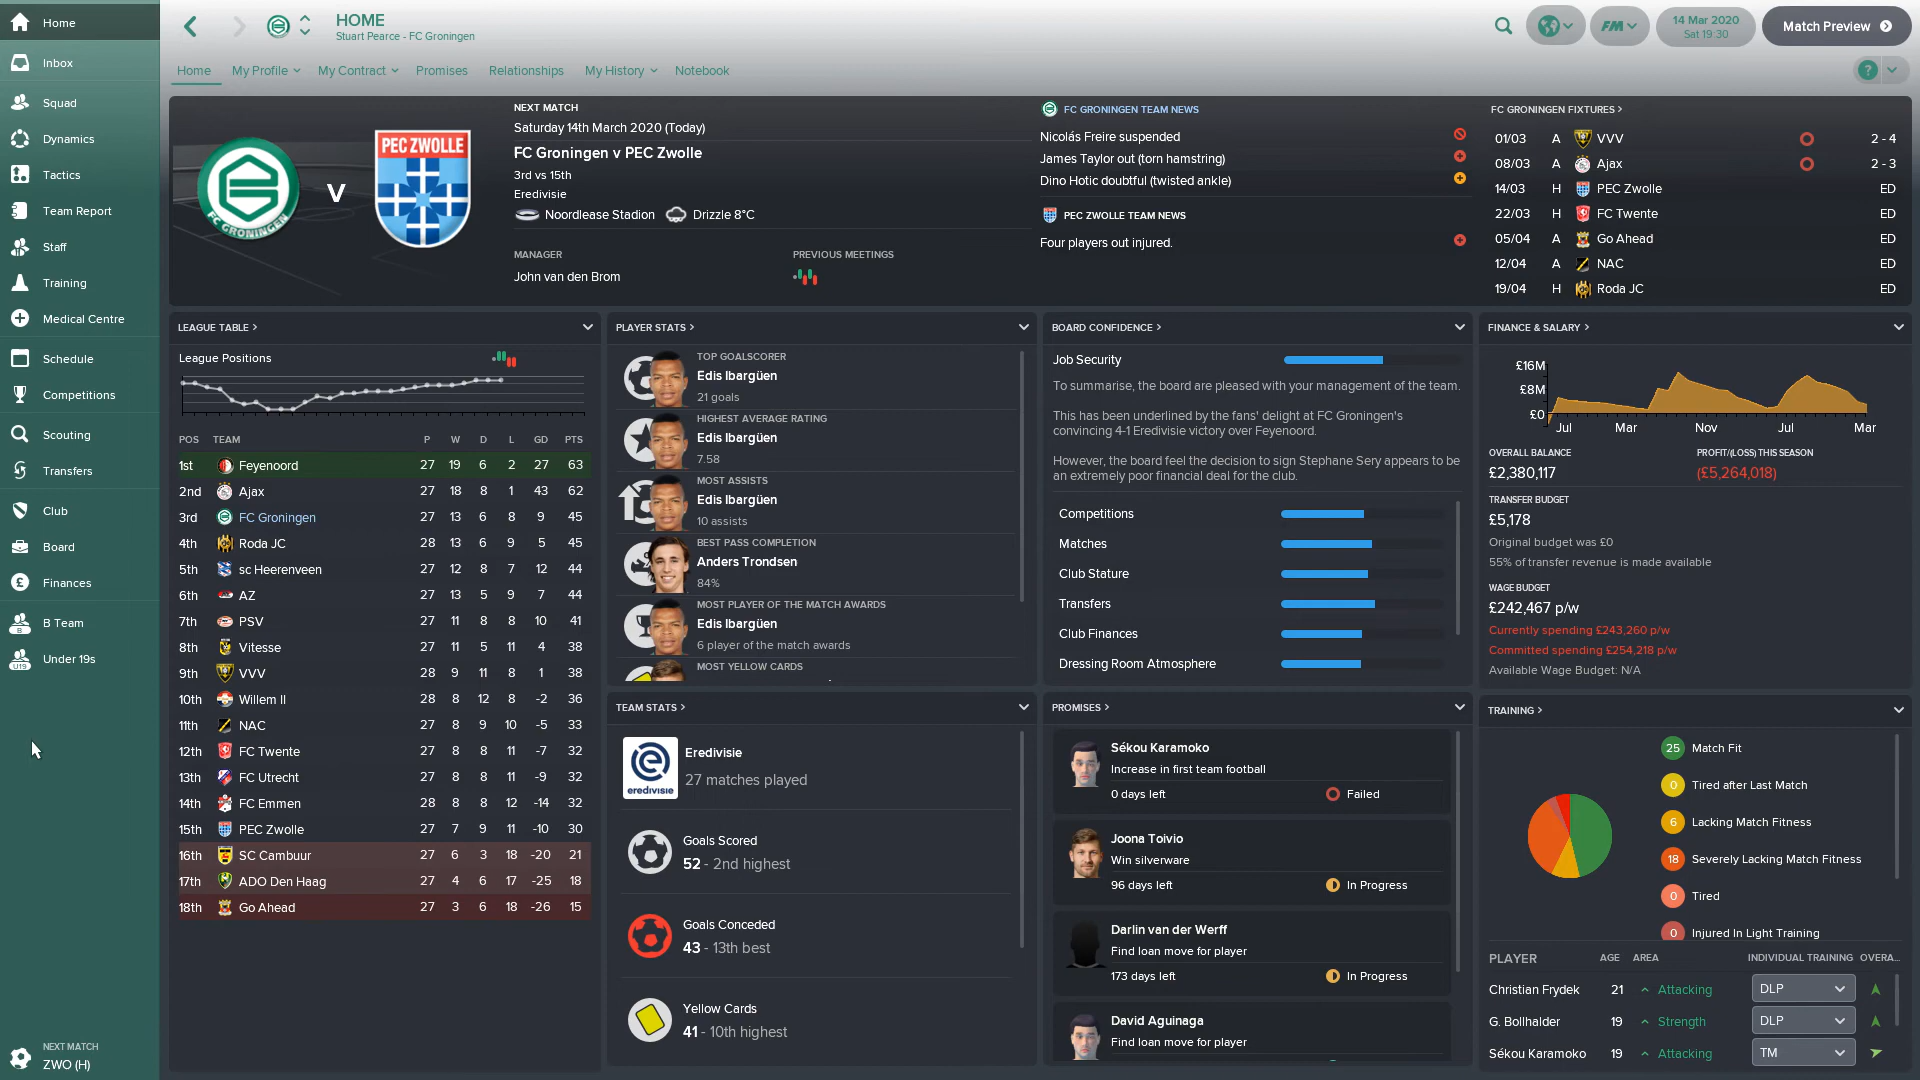 Home
Inbox
Squad
Dynamics
Tactics
Team Report
Staff
Training
Medical Centre
Schedule
Competitions
Scouting
Transfers
Club
Board
Finances
B Team
Under 19s
NEXT MATCH
ZWO (H)
HOME
Stuart Pearce - FC Groningen
FM
14 Mar 2020
Sat 19:30
Match Preview
Home My Profile My Contract Promises Relationships My History Notebook
FC GRONINGEN
PEC ZWOLLE
V
NEXT MATCH
Saturday 14th March 2020 (Today)
FC Groningen v PEC Zwolle
3rd vs 15th
Eredivisie
Noordlease Stadion Drizzle 8°C
MANAGER
John van den Brom
PREVIOUS MEETINGS
FC GRONINGEN TEAM NEWS
Nicolás Freire suspended
James Taylor out (torn hamstring)
Dino Hotic doubtful (twisted ankle)
PEC ZWOLLE TEAM NEWS
Four players out injured.
FC GRONINGEN FIXTURES >
01/03 A VVV 2 - 4
08/03 A Ajax 2 - 3
14/03 H PEC Zwolle ED
22/03 H FC Twente ED
05/04 A Go Ahead ED
12/04 A NAC ED
19/04 H Roda JC ED
LEAGUE TABLE >
League Positions
POS TEAM P W D L GD PTS
1st Feyenoord 27 19 6 2 27 63
2nd Ajax 27 18 8 1 43 62
3rd FC Groningen 27 13 6 8 9 45
4th Roda JC 28 13 6 9 5 45
5th sc Heerenveen 27 12 8 7 12 44
6th AZ 27 13 5 9 7 44
7th PSV 27 11 8 8 10 41
8th Vitesse 27 11 5 11 4 38
9th VVV 28 9 11 8 1 38
10th Willem II 28 8 12 8 -2 36
11th NAC 27 8 9 10 -5 33
12th FC Twente 27 8 8 11 -7 32
13th FC Utrecht 27 8 8 11 -9 32
14th FC Emmen 28 8 8 12 -14 32
15th PEC Zwolle 27 7 9 11 -10 30
16th SC Cambuur 27 6 3 18 -20 21
17th ADO Den Haag 27 4 6 17 -25 18
18th Go Ahead 27 3 6 18 -26 15
PLAYER STATS >
TOP GOALSCORER
Edis Ibargüen
21 goals
HIGHEST AVERAGE RATING
Edis Ibargüen
7.58
MOST ASSISTS
Edis Ibargüen
10 assists
BEST PASS COMPLETION
Anders Trondsen
84%
MOST PLAYER OF THE MATCH AWARDS
Edis Ibargüen
6 player of the match awards
MOST YELLOW CARDS
TEAM STATS >
eredivisie
Eredivisie
27 matches played
Goals Scored
52 - 2nd highest
Goals Conceded
43 - 13th best
Yellow Cards
41 - 10th highest
BOARD CONFIDENCE >
Job Security
To summarise, the board are pleased with your management of the team.
This has been underlined by the fans' delight at FC Groningen's
convincing 4-1 Eredivisie victory over Feyenoord.
However, the board feel the decision to sign Stephane Sery appears to be
an extremely poor financial deal for the club.
Competitions
Matches
Club Stature
Transfers
Club Finances
Dressing Room Atmosphere
PROMISES >
Sékou Karamoko
Increase in first team football
0 days left Failed
Joona Toivio
Win silverware
96 days left In Progress
Darlin van der Werff
Find loan move for player
173 days left In Progress
David Aguinaga
Find loan move for player
FINANCE & SALARY >
£16M
£8M
£0
Jul Mar Nov Jul Mar
OVERALL BALANCE
£2,380,117
PROFIT/(LOSS) THIS SEASON
(£5,264,018)
TRANSFER BUDGET
£5,178
Original budget was £0
55% of transfer revenue is made available
WAGE BUDGET
£242,467 p/w
Currently spending £243,260 p/w
Committed spending £254,218 p/w
Available Wage Budget: N/A
TRAINING >
25 Match Fit
0 Tired after Last Match
6 Lacking Match Fitness
18 Severely Lacking Match Fitness
0 Tired
0 Injured In Light Training
PLAYER AGE AREA INDIVIDUAL TRAINING OVERA...
Christian Frydek 21 Attacking DLP
G. Bollhalder 19 Strength DLP
Sékou Karamoko 19 Attacking TM